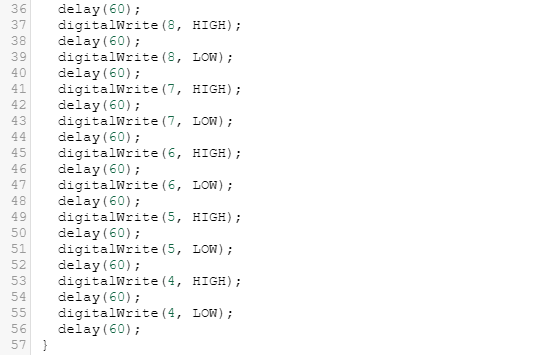 36 delay(60);
37 digitalWrite(8, HIGH);
38 delay(60);
39 digitalWrite(8, LOW);
40 delay(60);
41 digitalWrite(7, HIGH);
42 delay(60);
43 digitalWrite(7, LOW);
44 delay(60);
45 digitalWrite(6, HIGH);
46 delay(60);
47 digitalWrite(6, LOW);
48 delay(60);
49 digitalWrite(5, HIGH);
50 delay(60);
51 digitalWrite(5, LOW);
52 delay(60);
53 digitalWrite(4, HIGH);
54 delay(60);
55 digitalWrite(4, LOW);
56 delay(60);
57 }